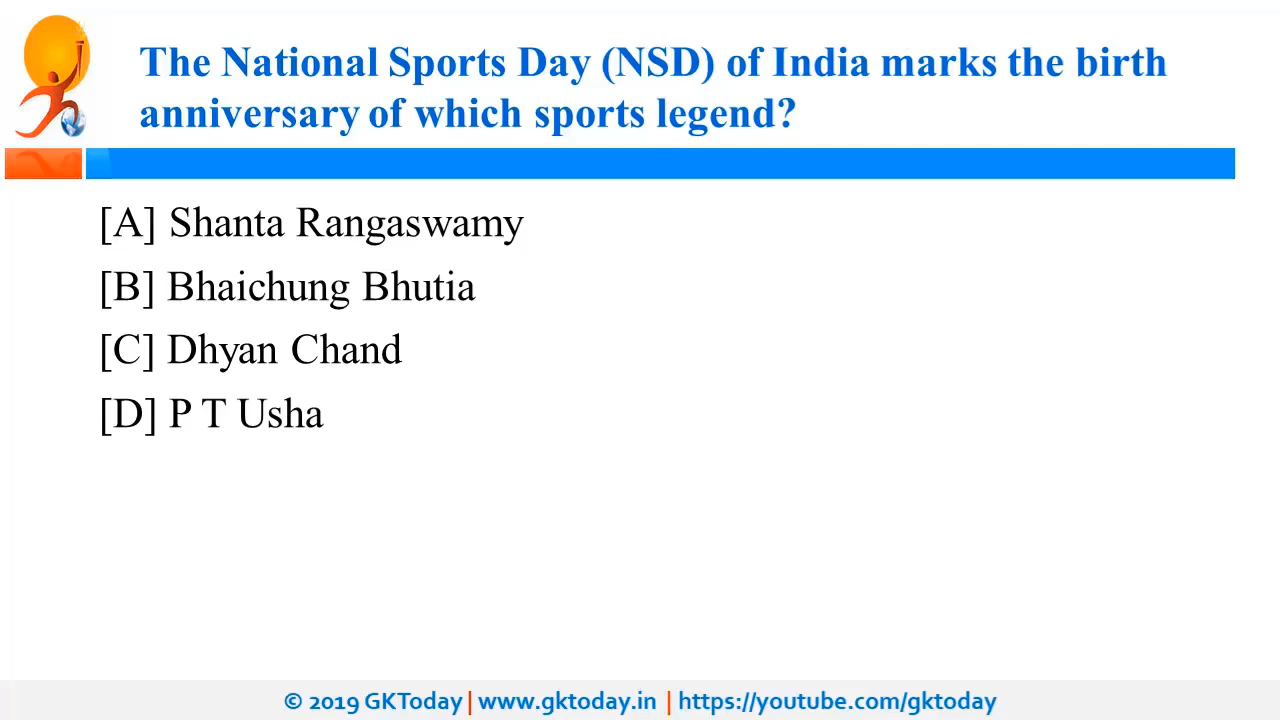 The National Sports Day (NSD) of India marks the birth
anniversary of which sports legend?
[A] Shanta Rangaswamy
[B] Bhaichung Bhutia
[C] Dhyan Chand
[D] P T Usha
© 2019 GKToday | www.gktoday.in | https://youtube.com/gktoday